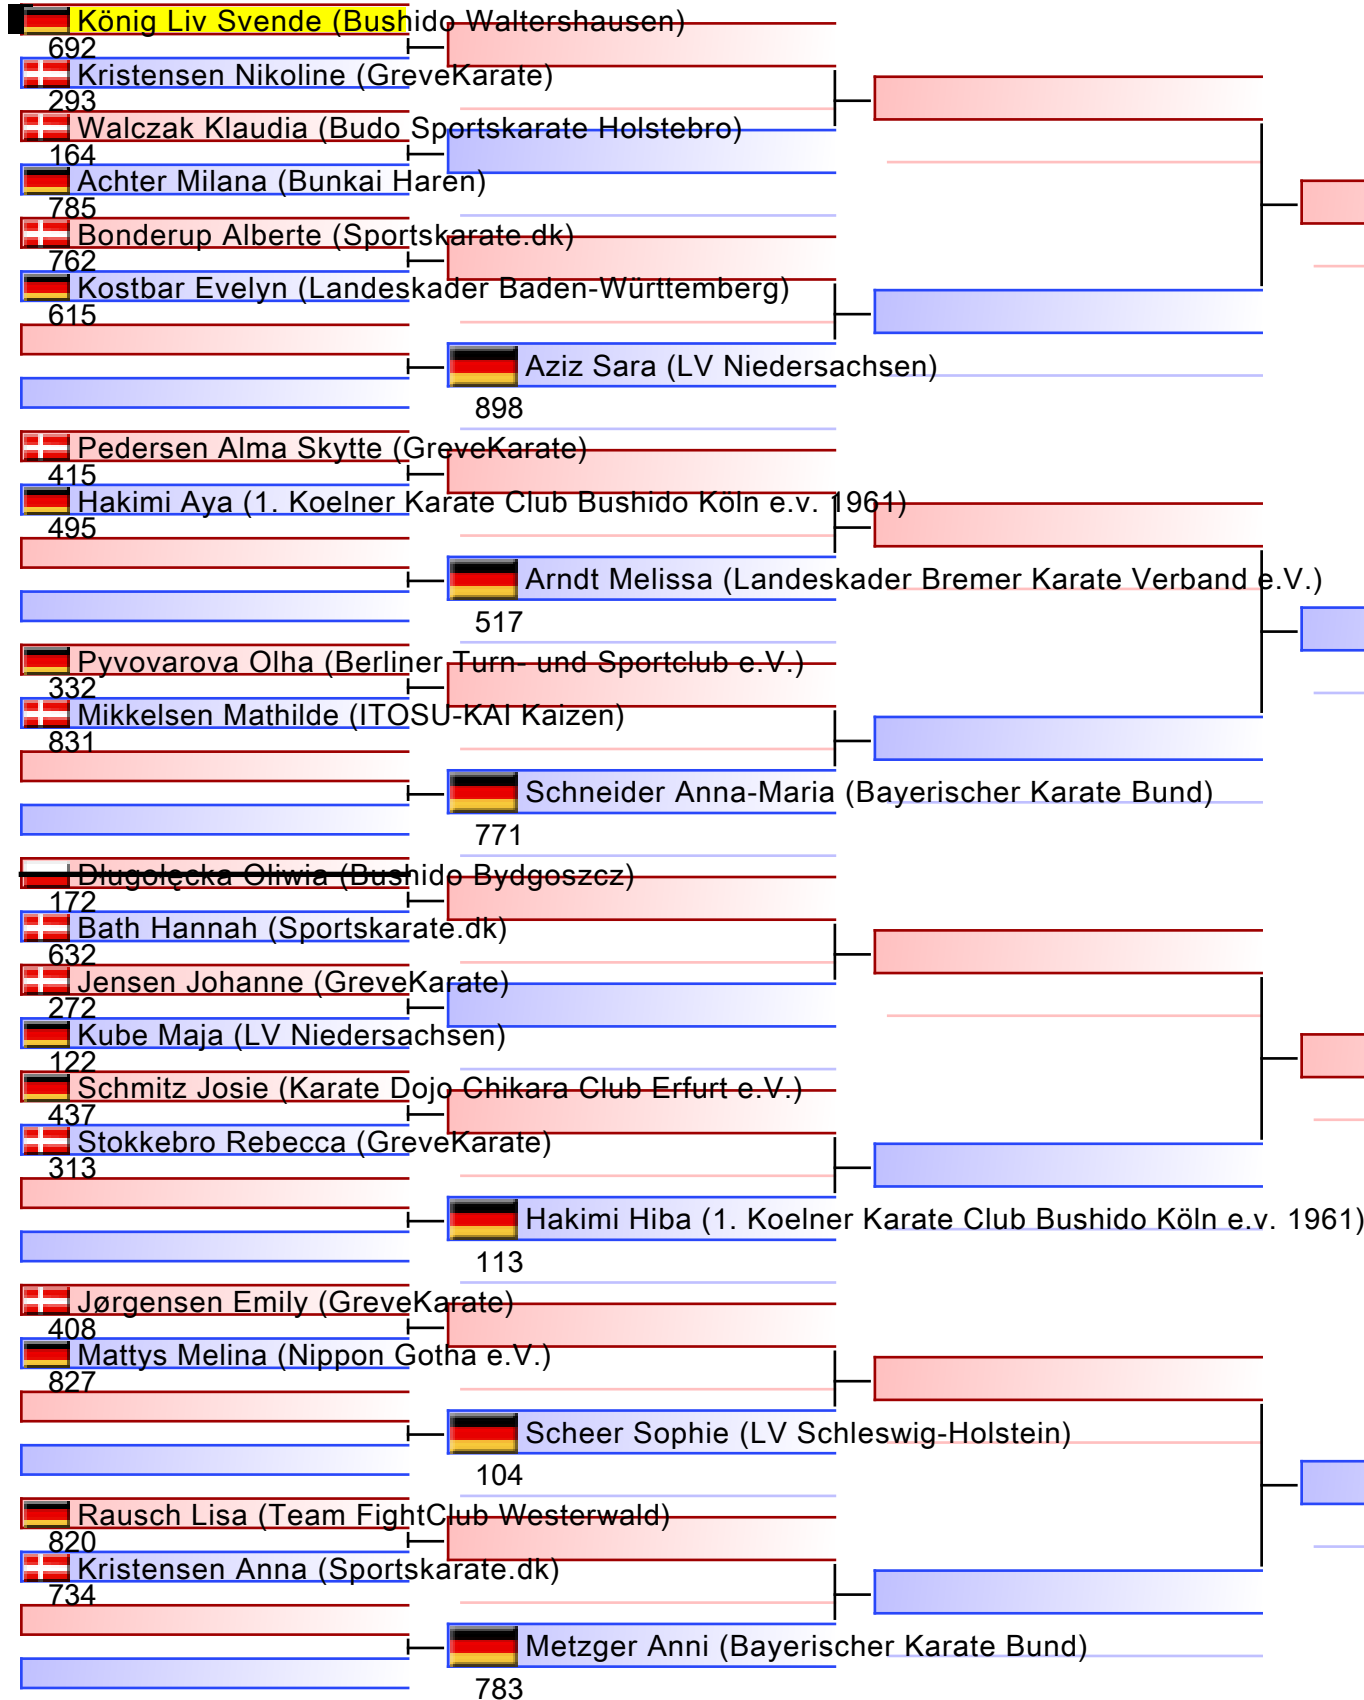 König Liv Svende (Bushido Waltershausen)
692
Kristensen Nikoline (GreveKarate)
293
Walczak Klaudia (Budo Sportskarate Holstebro)
164
Achter Milana (Bunkai Haren)
785
Bonderup Alberte (Sportskarate.dk)
762
Kostbar Evelyn (Landeskader Baden-Württemberg)
615
Aziz Sara (LV Niedersachsen)
898
Pedersen Alma Skytte (GreveKarate)
415
Hakimi Aya (1. Koelner Karate Club Bushido Köln e.v. 1961)
495
Arndt Melissa (Landeskader Bremer Karate Verband e.V.)
517
Pyvovarova Olha (Berliner Turn- und Sportclub e.V.)
332
Mikkelsen Mathilde (ITOSU-KAI Kaizen)
831
Schneider Anna-Maria (Bayerischer Karate Bund)
771
Długołęcka Oliwia (Bushido Bydgoszcz)
172
Bath Hannah (Sportskarate.dk)
632
Jensen Johanne (GreveKarate)
272
Kube Maja (LV Niedersachsen)
122
Schmitz Josie (Karate Dojo Chikara Club Erfurt e.V.)
437
Stokkebro Rebecca (GreveKarate)
313
Hakimi Hiba (1. Koelner Karate Club Bushido Köln e.v. 1961)
113
Jørgensen Emily (GreveKarate)
408
Mattys Melina (Nippon Gotha e.V.)
827
Scheer Sophie (LV Schleswig-Holstein)
104
Rausch Lisa (Team FightClub Westerwald)
820
Kristensen Anna (Sportskarate.dk)
734
Metzger Anni (Bayerischer Karate Bund)
783